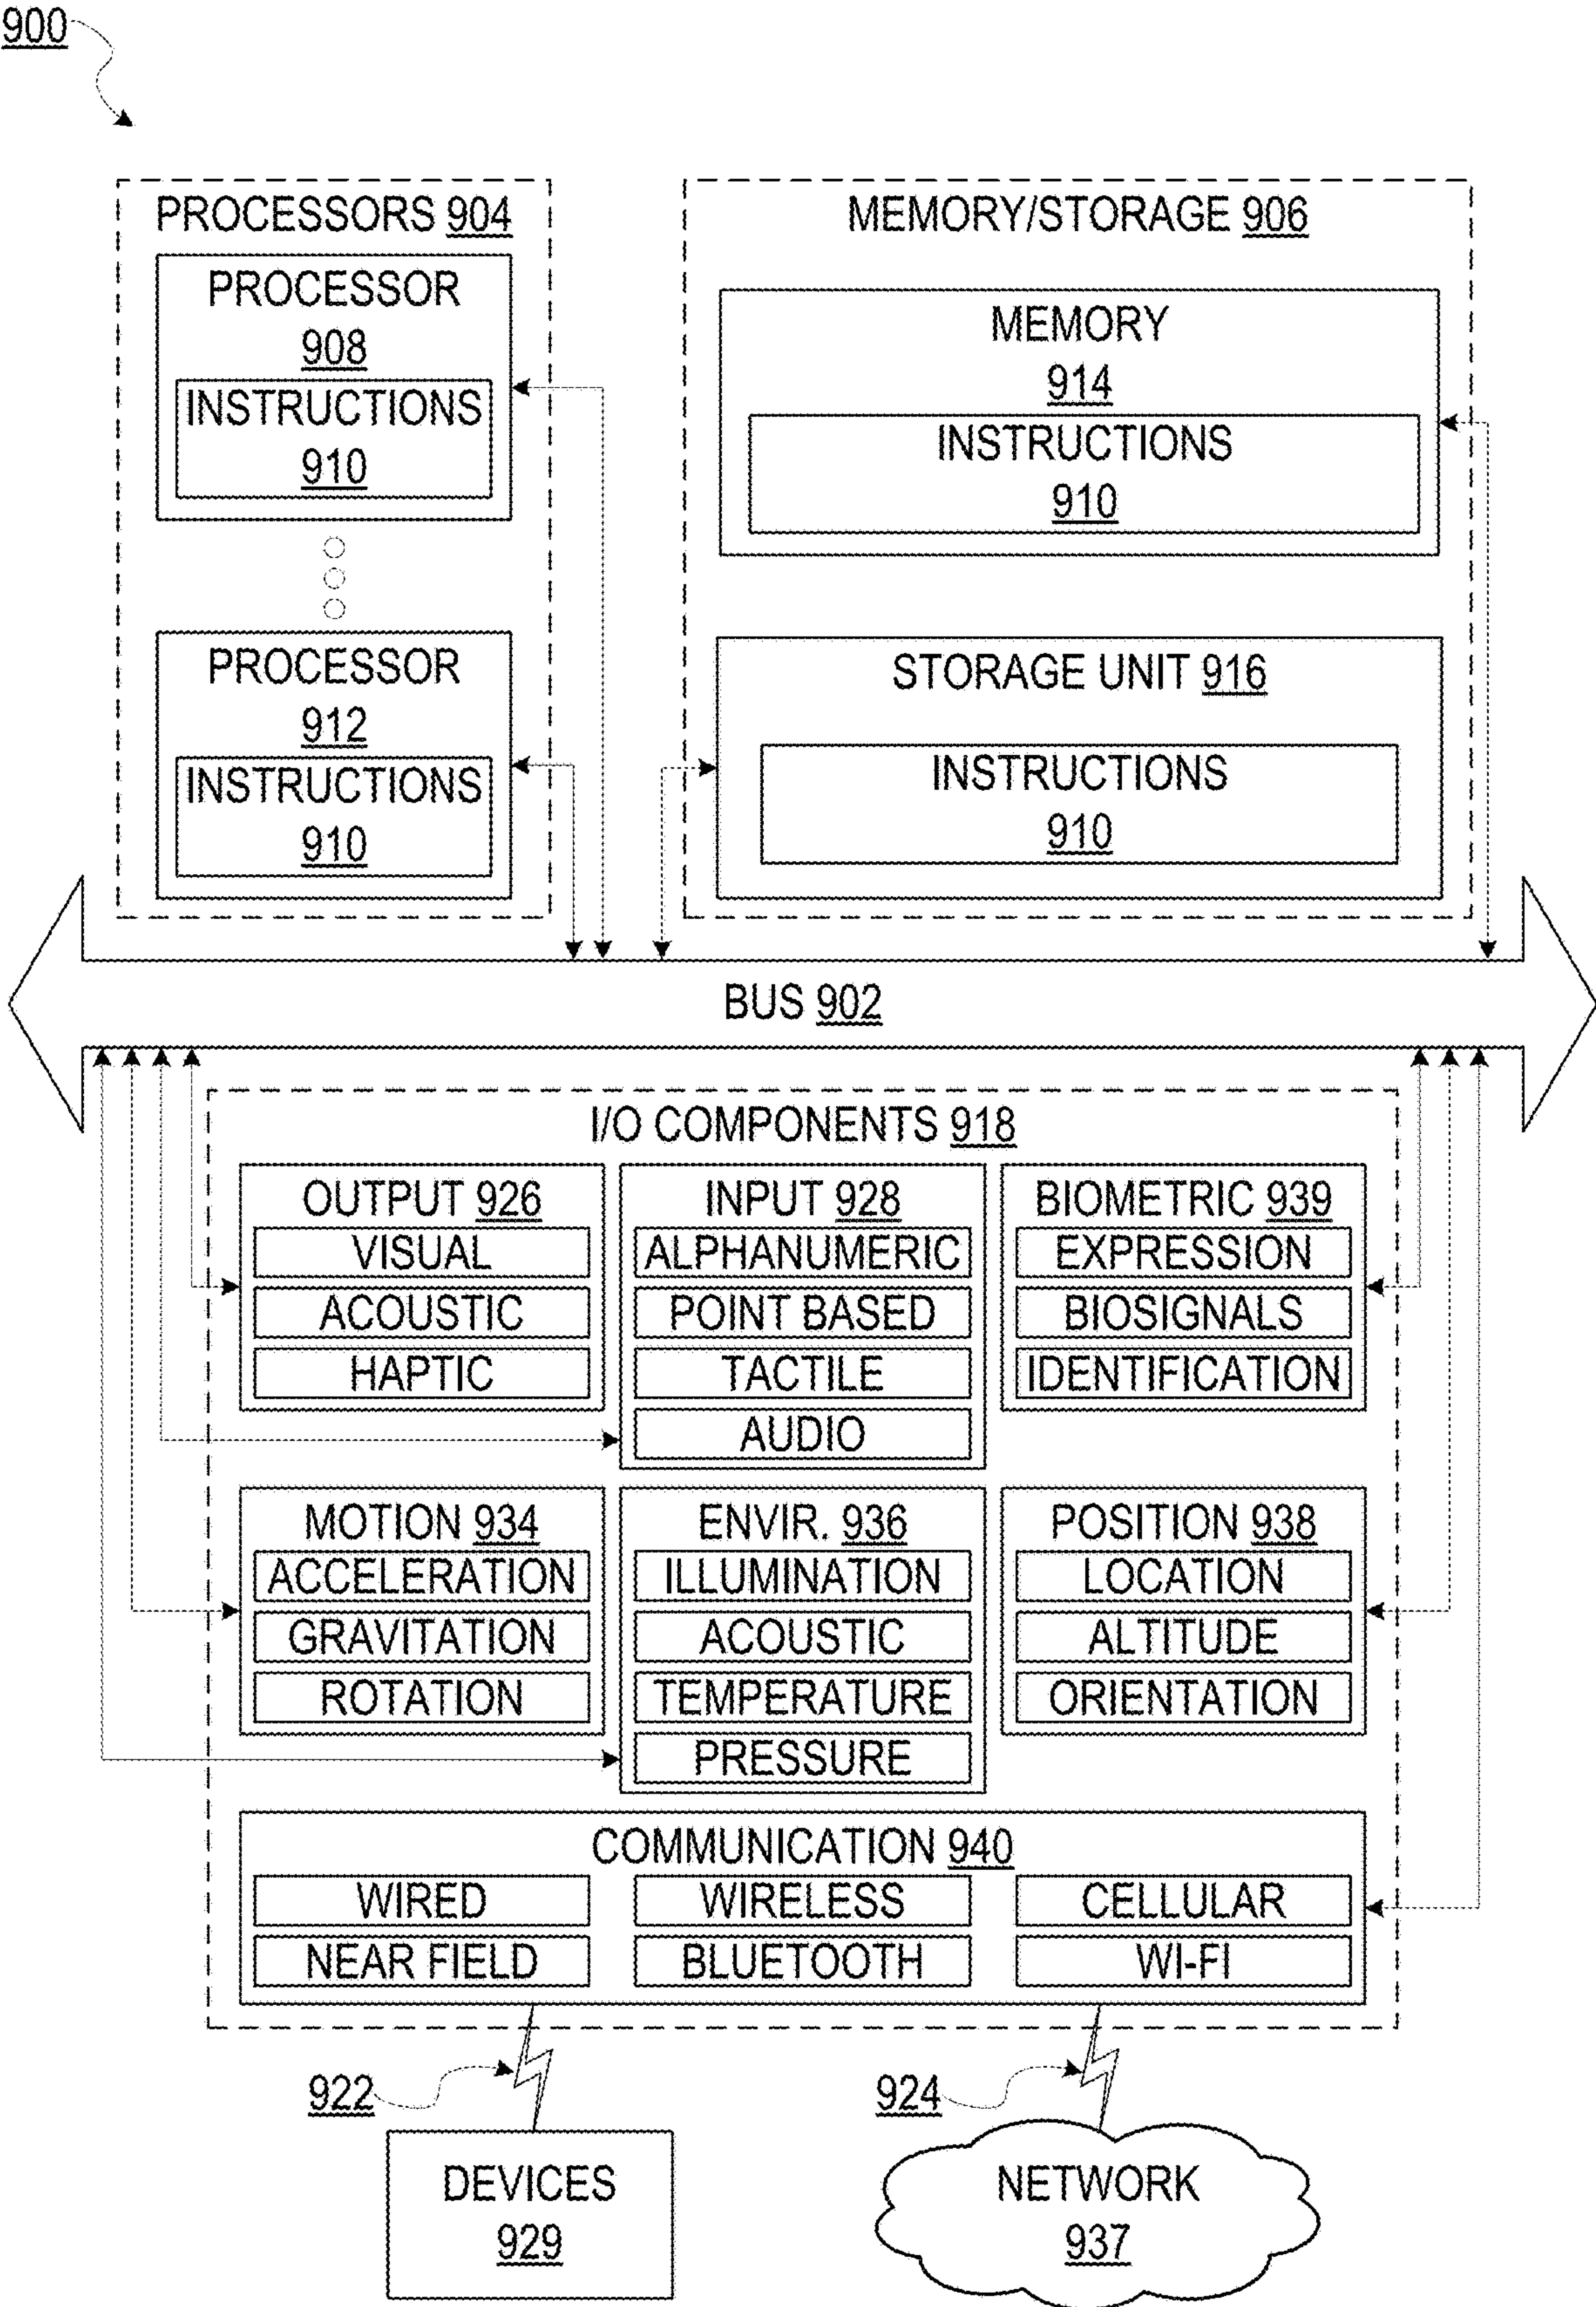 900
PROCESSORS 904
PROCESSOR
908
INSTRUCTIONS
910
PROCESSOR
912
INSTRUCTIONS
910
MEMORY/STORAGE 906
MEMORY
914
INSTRUCTIONS
910
STORAGE UNIT 916
INSTRUCTIONS
910
BUS 902
I/O COMPONENTS 918
OUTPUT 926
VISUAL
ACOUSTIC
HAPTIC
INPUT 928
ALPHANUMERIC
POINT BASED
TACTILE
AUDIO
BIOMETRIC 939
EXPRESSION
BIOSIGNALS
IDENTIFICATION
MOTION 934
ACCELERATION
GRAVITATION
ROTATION
ENVIR. 936
ILLUMINATION
ACOUSTIC
TEMPERATURE
PRESSURE
POSITION 938
LOCATION
ALTITUDE
ORIENTATION
COMMUNICATION 940
WIRED
WIRELESS
CELLULAR
NEAR FIELD
BLUETOOTH
WI-FI
922
924
DEVICES
929
NETWORK
937